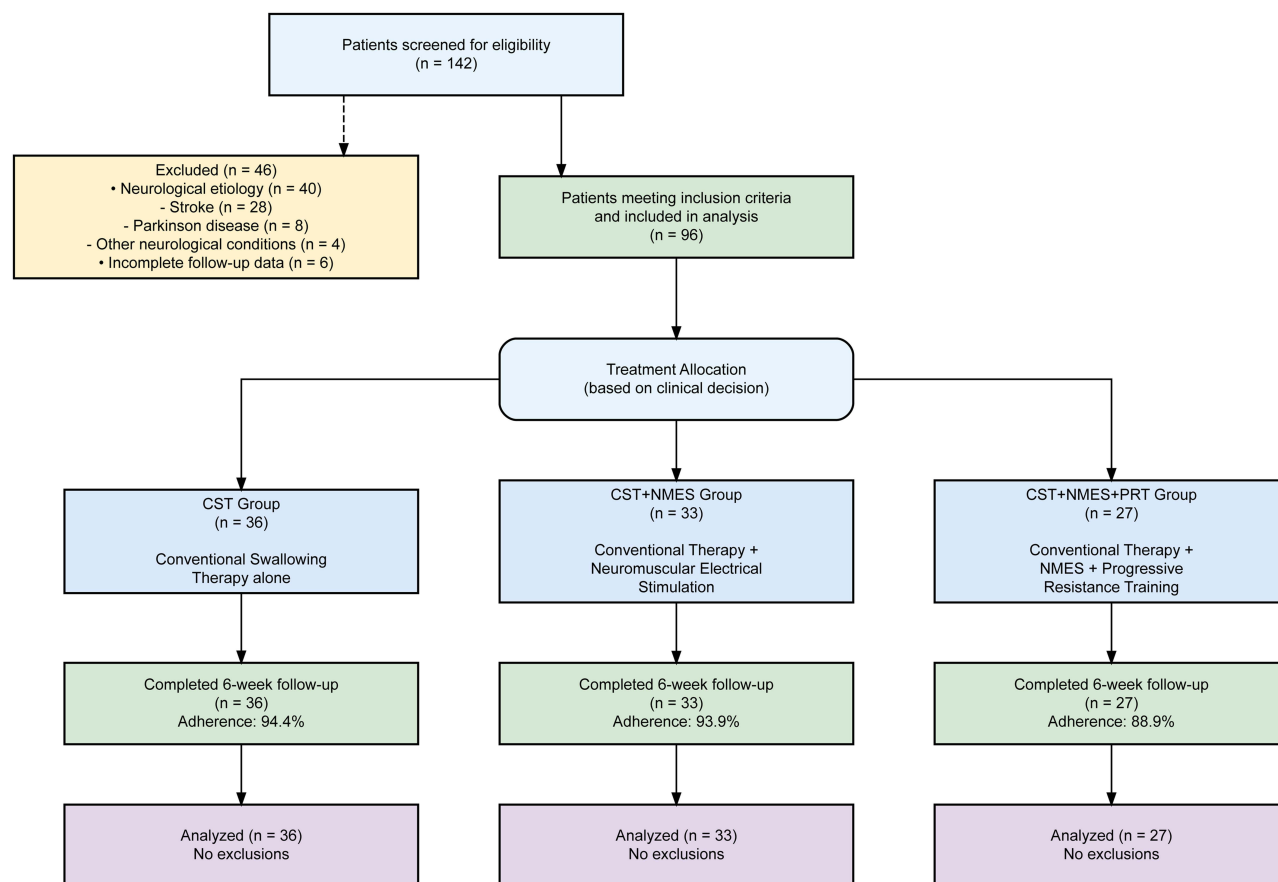 Patients screened for eligibility
(n = 142)
Excluded (n = 46)
• Neurological etiology (n = 40)
- Stroke (n = 28)
- Parkinson disease (n = 8)
- Other neurological conditions (n = 4)
• Incomplete follow-up data (n = 6)
Patients meeting inclusion criteria
and included in analysis
(n = 96)
Treatment Allocation
(based on clinical decision)
CST Group
(n = 36)
Conventional Swallowing
Therapy alone
CST+NMES Group
(n = 33)
Conventional Therapy +
Neuromuscular Electrical
Stimulation
CST+NMES+PRT Group
(n = 27)
Conventional Therapy +
NMES + Progressive
Resistance Training
Completed 6-week follow-up
(n = 36)
Adherence: 94.4%
Completed 6-week follow-up
(n = 33)
Adherence: 93.9%
Completed 6-week follow-up
(n = 27)
Adherence: 88.9%
Analyzed (n = 36)
No exclusions
Analyzed (n = 33)
No exclusions
Analyzed (n = 27)
No exclusions